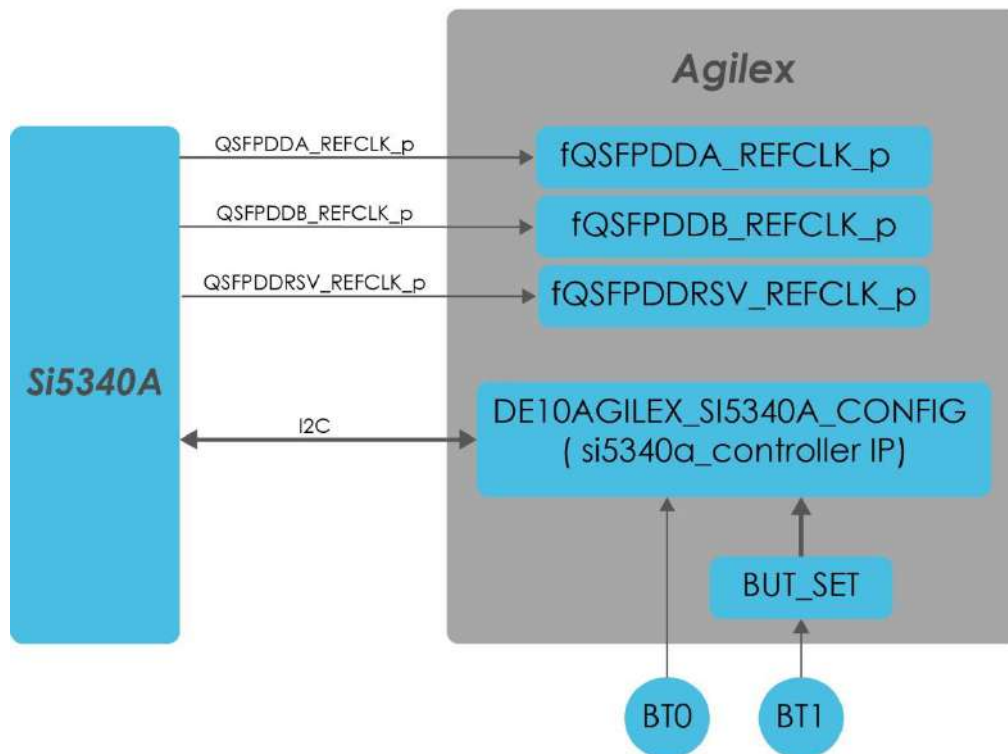 Agilex
QSFPDDA_REFCLK_p
fQSFPDDA_REFCLK_p
QSFPDDB_REFCLK_p
fQSFPDDB_REFCLK_p
QSFPDDRSV_REFCLK_p
fQSFPDDRSV_REFCLK_p
Si5340A
I2C
DE10AGILEX_SI5340A_CONFIG
( si5340a_controller IP)
BUT_SET
BT0
BT1